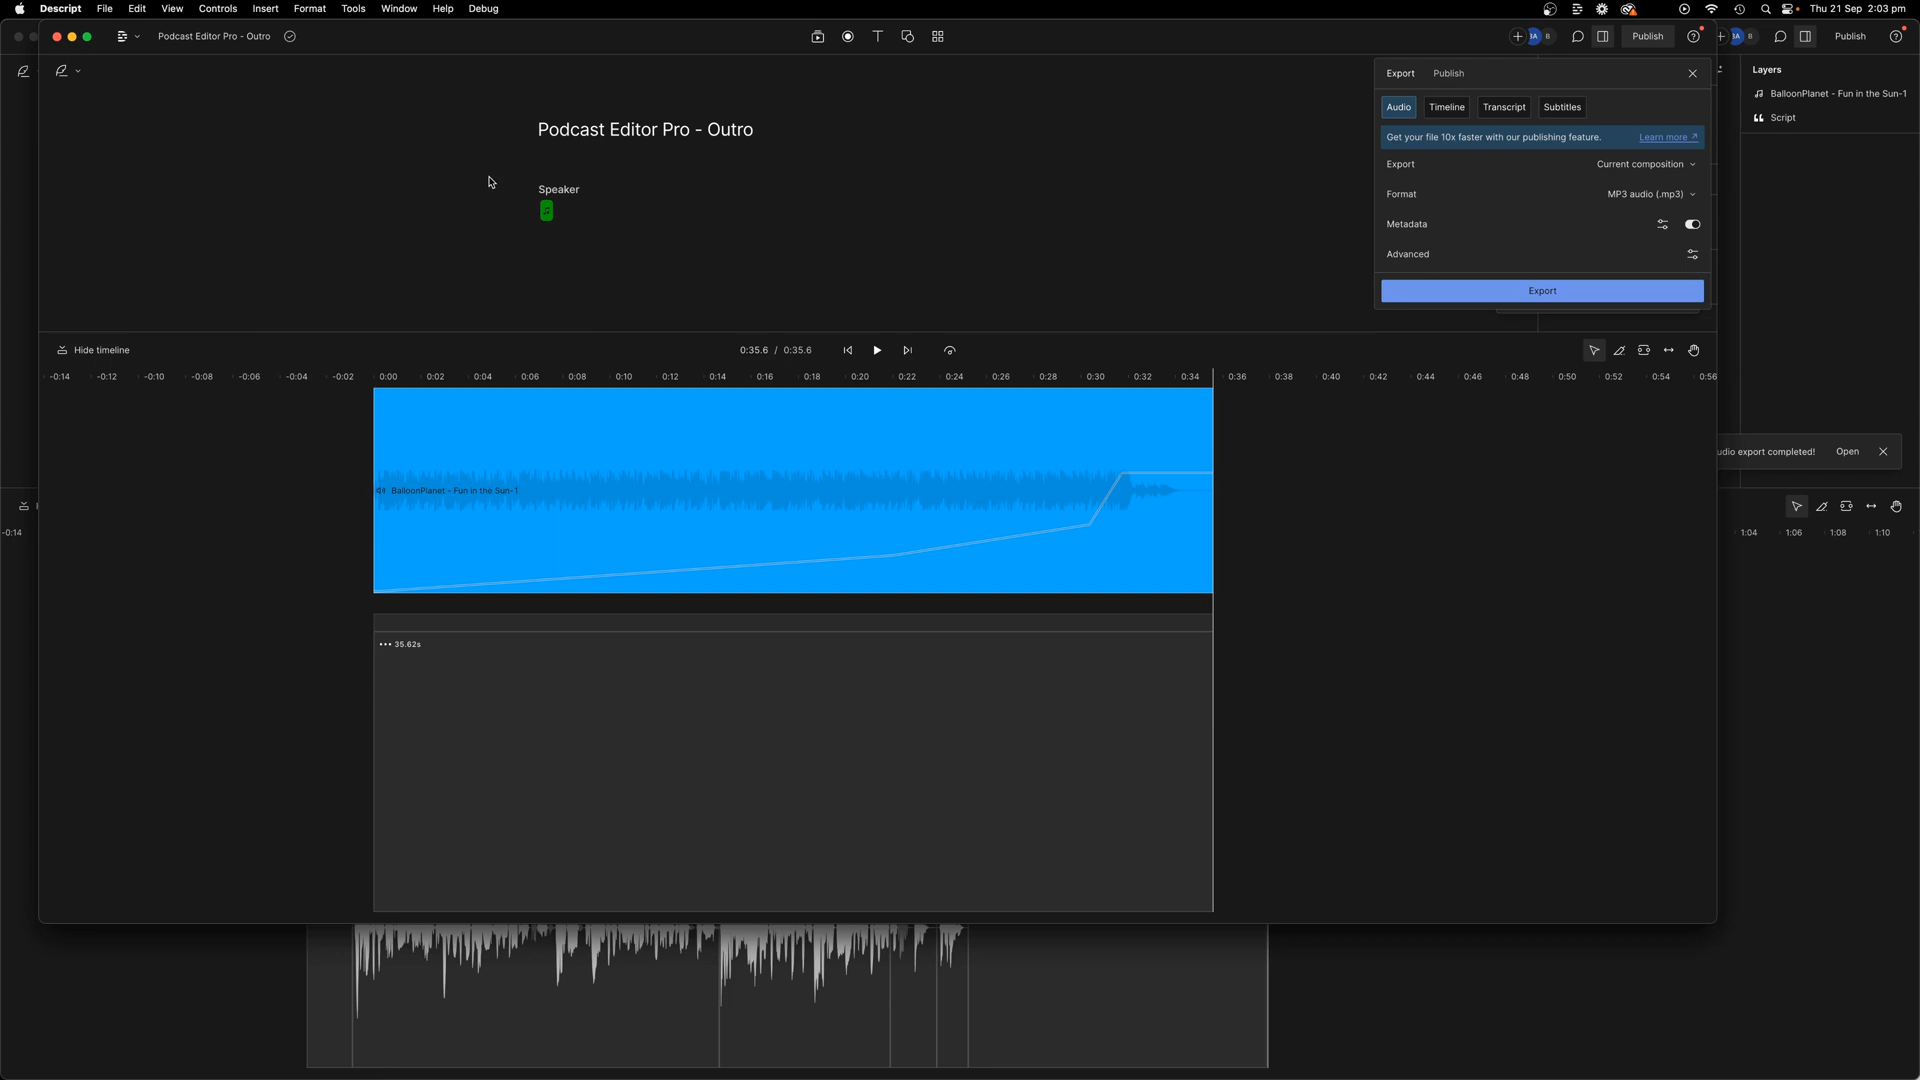 Descript File Edit View Controls Insert Format Tools Window Help Debug Thu 21 Sep 2:03 pm
Podcast Editor Pro - Outro BA B Publish BA B Publish
Export Publish
Layers
BalloonPlanet - Fun in the Sun-1
Script
Audio Timeline Transcript Subtitles
Get your file 10x faster with our publishing feature. Learn more
Export Current composition
Format MP3 audio (.mp3)
Metadata
Advanced
Export
Podcast Editor Pro - Outro
Speaker
Hide timeline 0:35.6 / 0:35.6
-0:14 -0:12 -0:10 -0:08 -0:06 -0:04 -0:02 0:00 0:02 0:04 0:06 0:08 0:10 0:12 0:14 0:16 0:18 0:20 0:22 0:24 0:26 0:28 0:30 0:32 0:34 0:36 0:38 0:40 0:42 0:44 0:46 0:48 0:50 0:52 0:54 0:56
udio export completed! Open
BalloonPlanet - Fun in the Sun-1
-0:14 1:04 1:06 1:08 1:10
35.62s